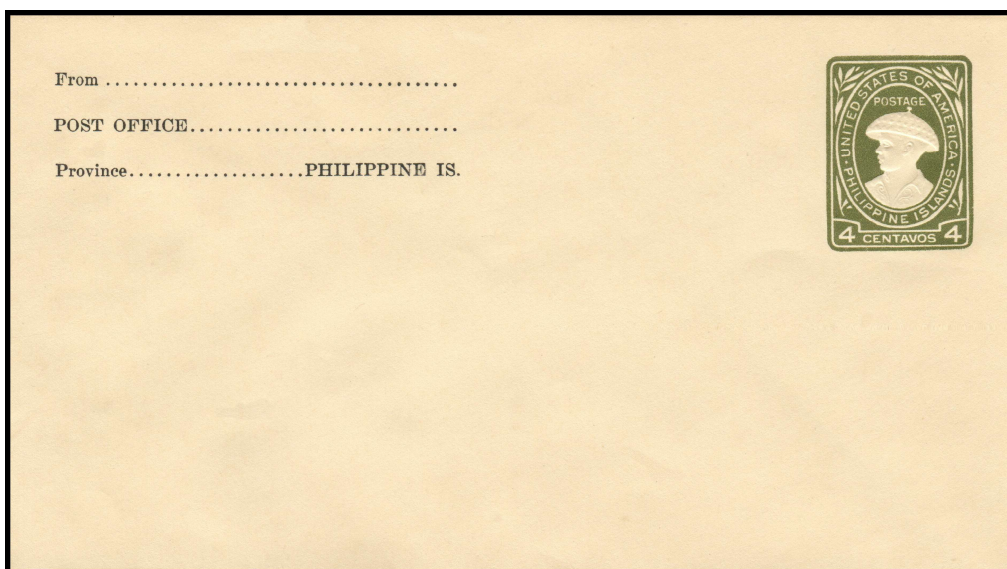 From ......................................
POST OFFICE.............................
Province...................PHILIPPINE IS.
UNITED STATES OF AMERICA
POSTAGE
· PHILIPPINE ISLANDS ·
4 CENTAVOS 4